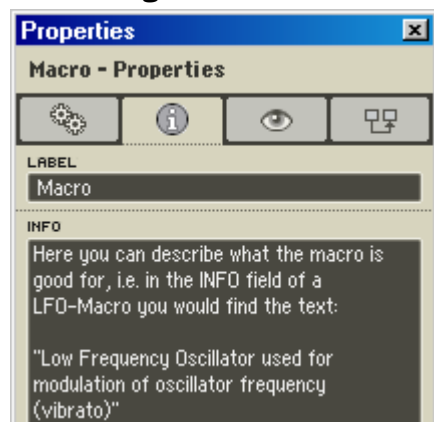 Properties
Macro - Properties
LABEL
Macro
INFO
Here you can describe what the macro is
good for, i.e. in the INFO field of a
LFO-Macro you would find the text:
"Low Frequency Oscillator used for
modulation of oscillator frequency
(vibrato)"